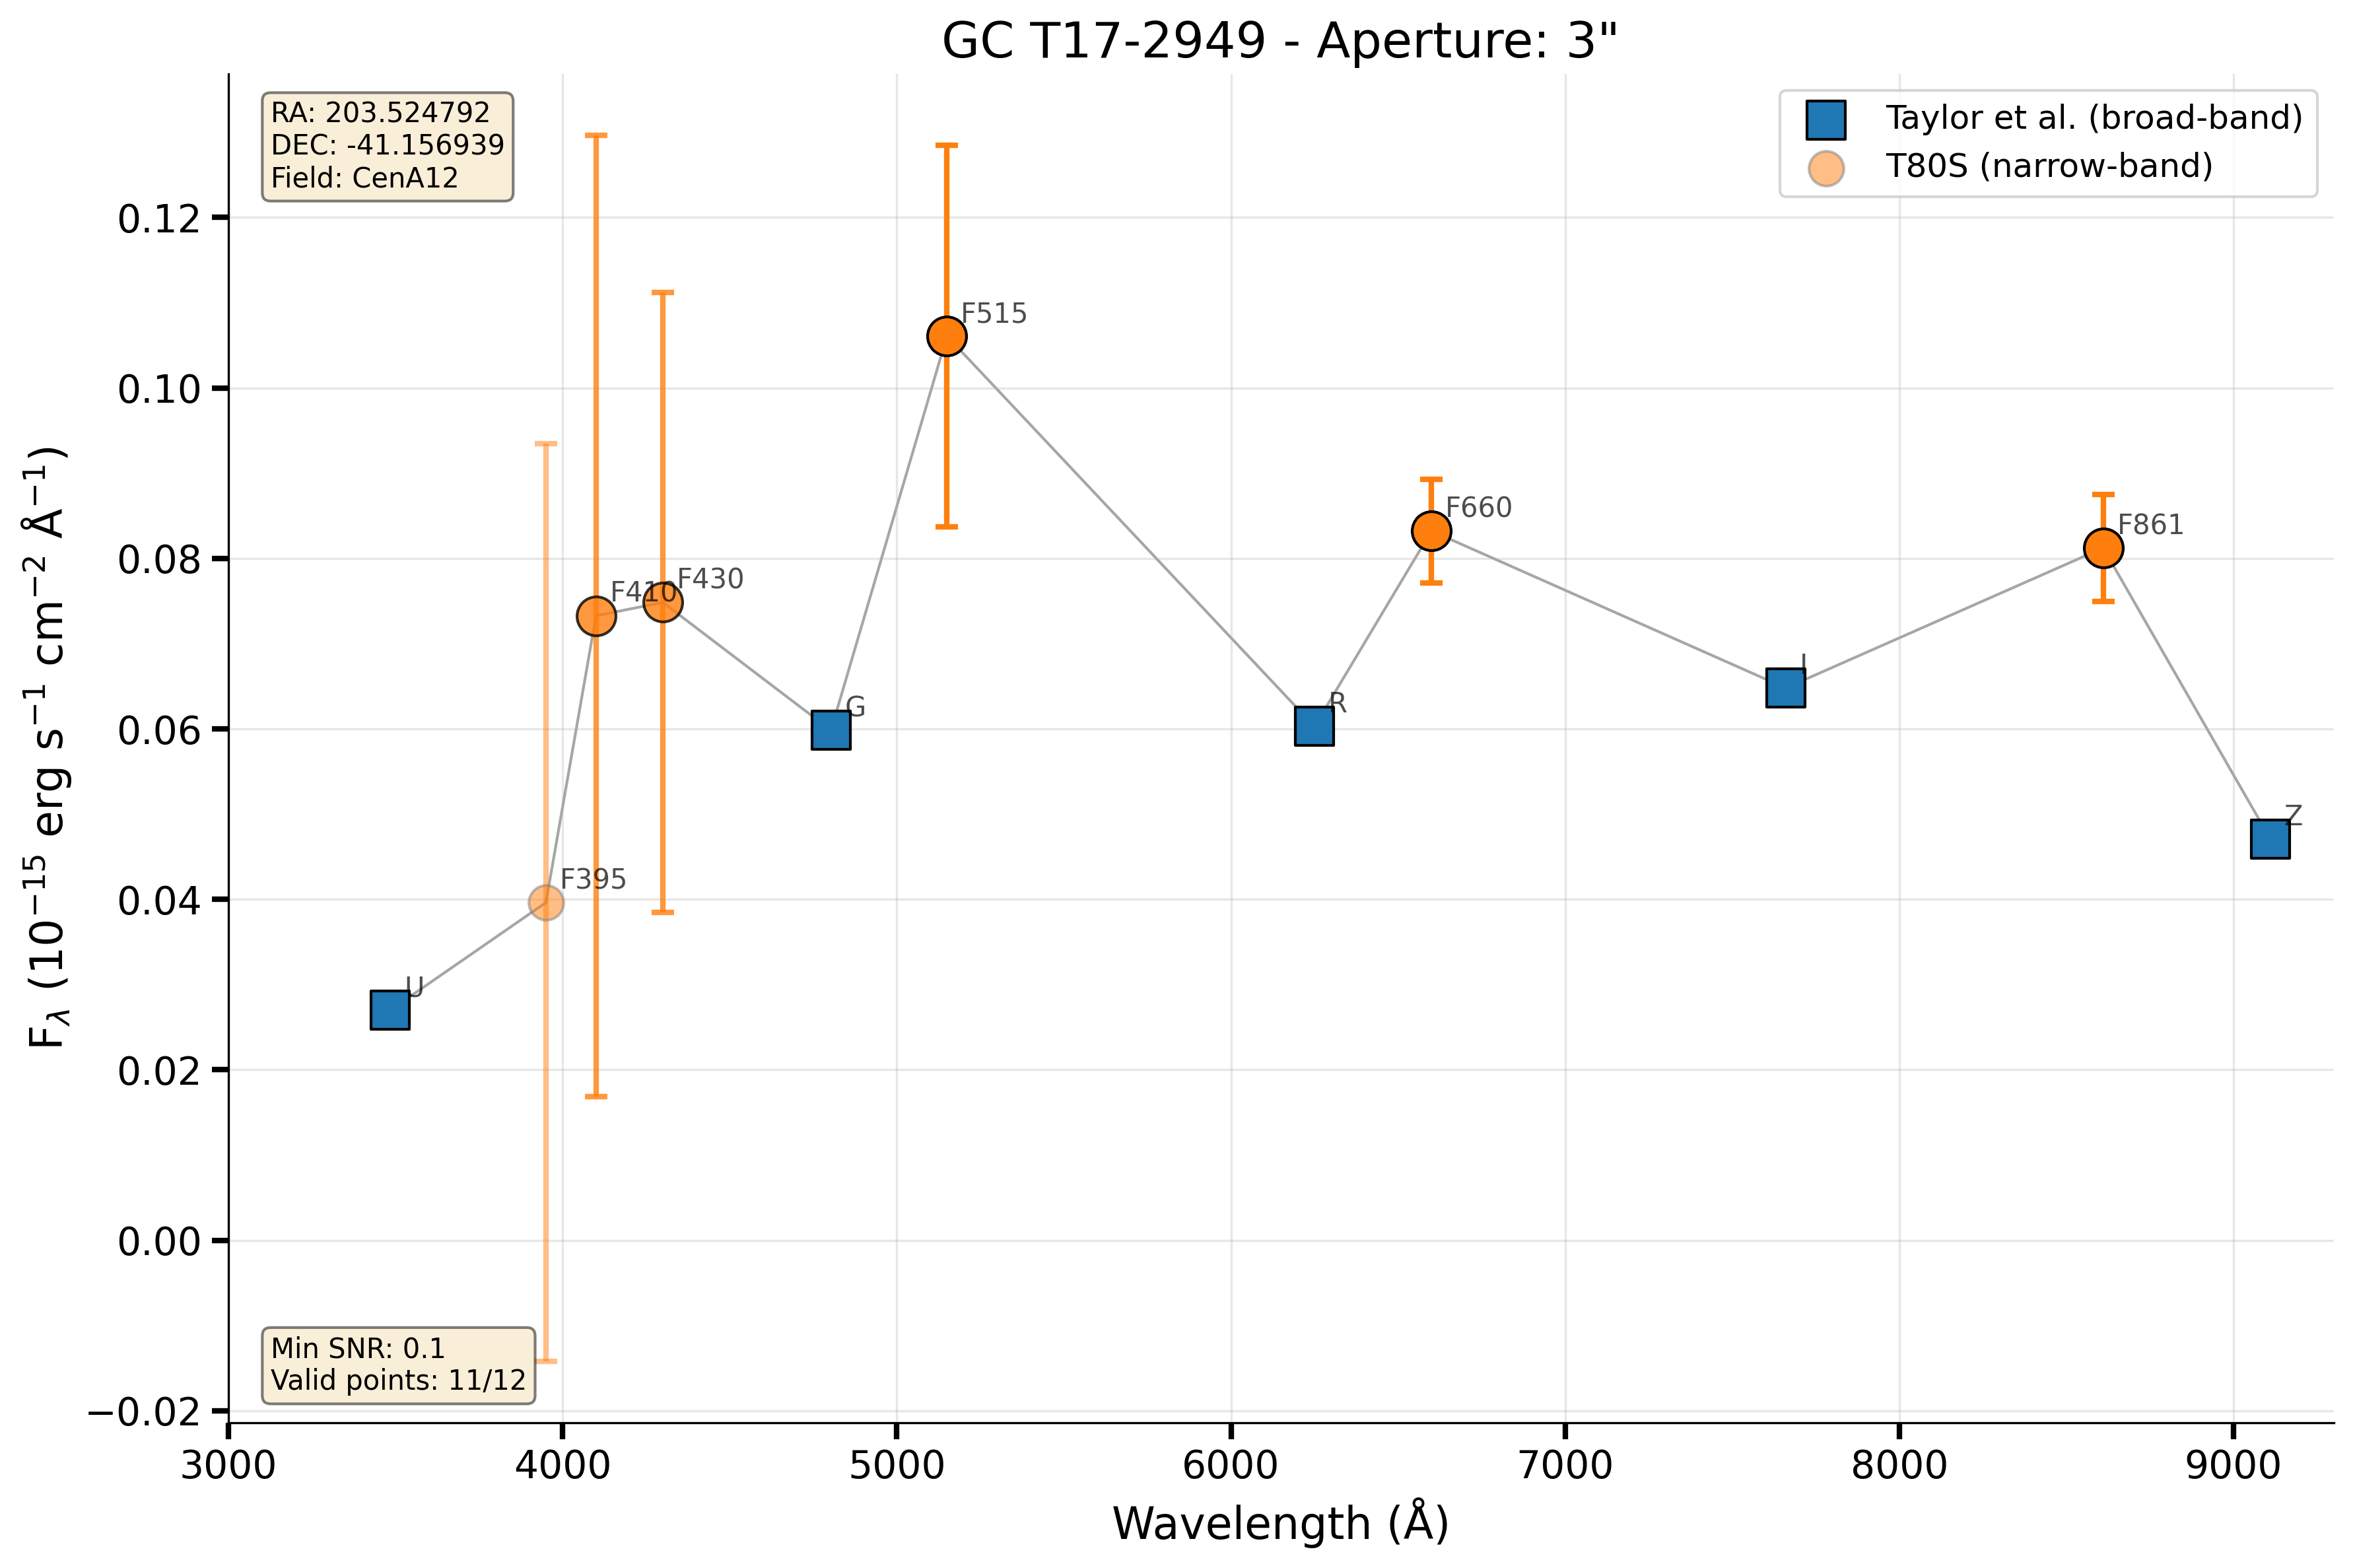 GC T17-2949 - Aperture: 3"
RA: 203.524792
DEC: -41.156939
Field: CenA12
Taylor et al. (broad-band)
T80S (narrow-band)
F_λ (10⁻¹⁵ erg s⁻¹ cm⁻² Å⁻¹)
0.12
0.10
0.08
0.06
0.04
0.02
0.00
−0.02
U
F395
F410
F430
G
F515
R
F660
I
F861
Z
Min SNR: 0.1
Valid points: 11/12
3000 4000 5000 6000 7000 8000 9000
Wavelength (Å)